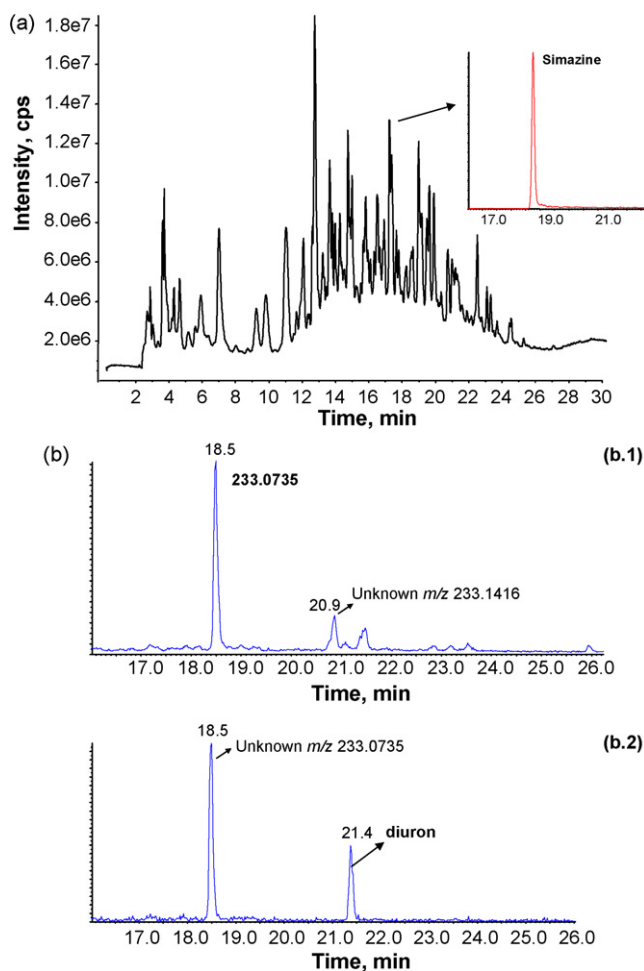 (a)
1.8e7
1.6e7
1.4e7
1.2e7
1.0e7
8.0e6
6.0e6
4.0e6
2.0e6
Intensity, cps
Simazine
17.0 19.0 21.0
2 4 6 8 10 12 14 16 18 20 22 24 26 28 30
Time, min
(b)
(b.1)
18.5
233.0735
20.9
Unknown m/z 233.1416
17.0 18.0 19.0 20.0 21.0 22.0 23.0 24.0 25.0 26.0
Time, min
(b.2)
18.5
Unknown m/z 233.0735
21.4
diuron
17.0 18.0 19.0 20.0 21.0 22.0 23.0 24.0 25.0 26.0
Time, min